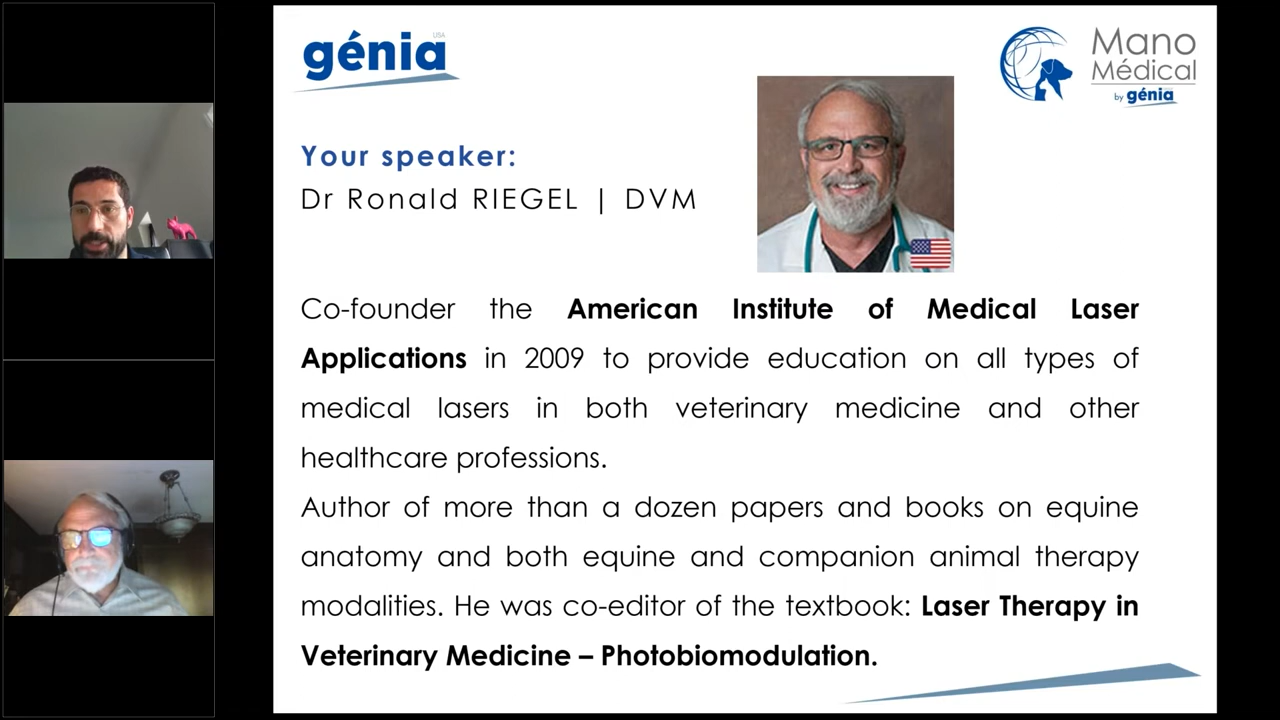 génia
USA
Mano
Médical
by génia
Your speaker:
Dr Ronald RIEGEL | DVM
Co-founder the American Institute of Medical Laser
Applications in 2009 to provide education on all types of
medical lasers in both veterinary medicine and other
healthcare professions.
Author of more than a dozen papers and books on equine
anatomy and both equine and companion animal therapy
modalities. He was co-editor of the textbook: Laser Therapy in
Veterinary Medicine – Photobiomodulation.